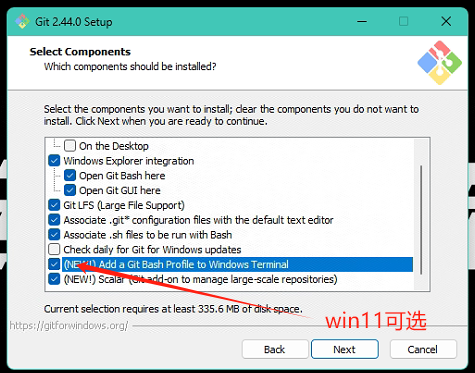 Git 2.44.0 Setup
Select Components
Which components should be installed?
Select the components you want to install; clear the components you do not want to
install. Click Next when you are ready to continue.
On the Desktop
Windows Explorer integration
Open Git Bash here
Open Git GUI here
Git LFS (Large File Support)
Associate .git* configuration files with the default text editor
Associate .sh files to be run with Bash
Check daily for Git for Windows updates
(NEW!) Add a Git Bash Profile to Windows Terminal
(NEW!) Scalar (Git add-on to manage large-scale repositories)
Current selection requires at least 335.6 MB of disk space.
win11可选
https://gitforwindows.org/
Back
Next
Cancel